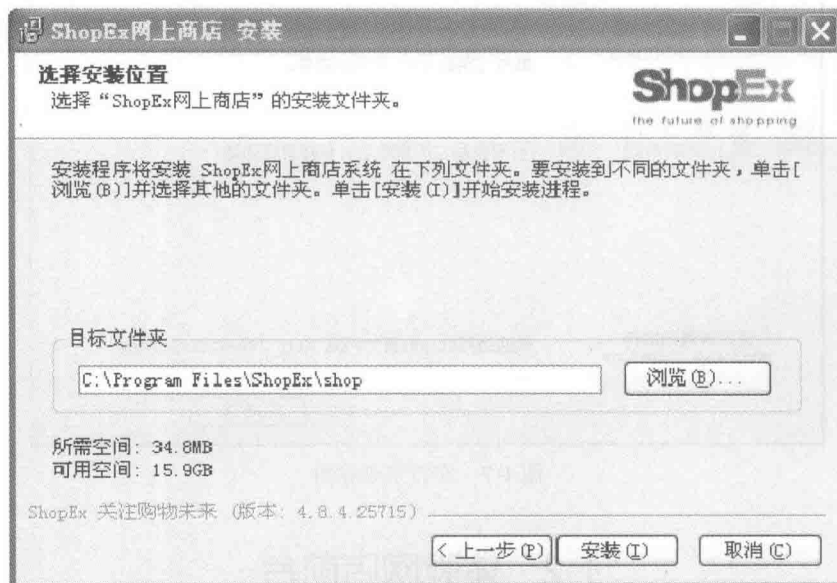 ShopEx网上商店 安装
选择安装位置
选择“ShopEx网上商店”的安装文件夹。
ShopEx
the future of shopping
安装程序将安装 ShopEx网上商店系统 在下列文件夹。要安装到不同的文件夹，单击[
浏览(B)]并选择其他的文件夹。单击[安装(I)]开始安装进程。
目标文件夹
C:\Program Files\ShopEx\shop
浏览(B)...
所需空间: 34.8MB
可用空间: 15.9GB
ShopEx 关注购物未来 (版本: 4.8.4.25715)
< 上一步(P)
安装(I)
取消(C)